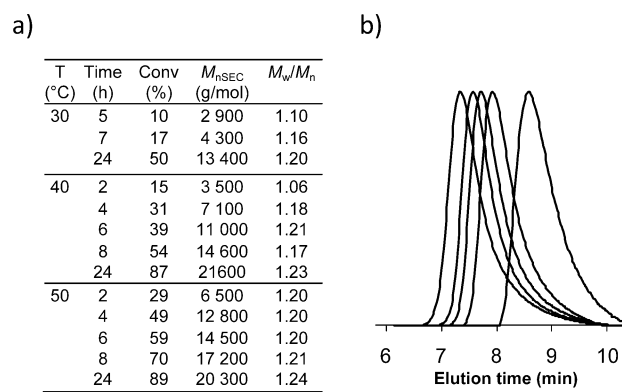 a)
T Time Conv MnSEC Mw/Mn
(°C) (h) (%) (g/mol)
30 5 10 2 900 1.10
7 17 4 300 1.16
24 50 13 400 1.20
40 2 15 3 500 1.06
4 31 7 100 1.18
6 39 11 000 1.21
8 54 14 600 1.17
24 87 21600 1.23
50 2 29 6 500 1.20
4 49 12 800 1.20
6 59 14 500 1.20
8 70 17 200 1.21
24 89 20 300 1.24
b)
6 7 8 9 10
Elution time (min)